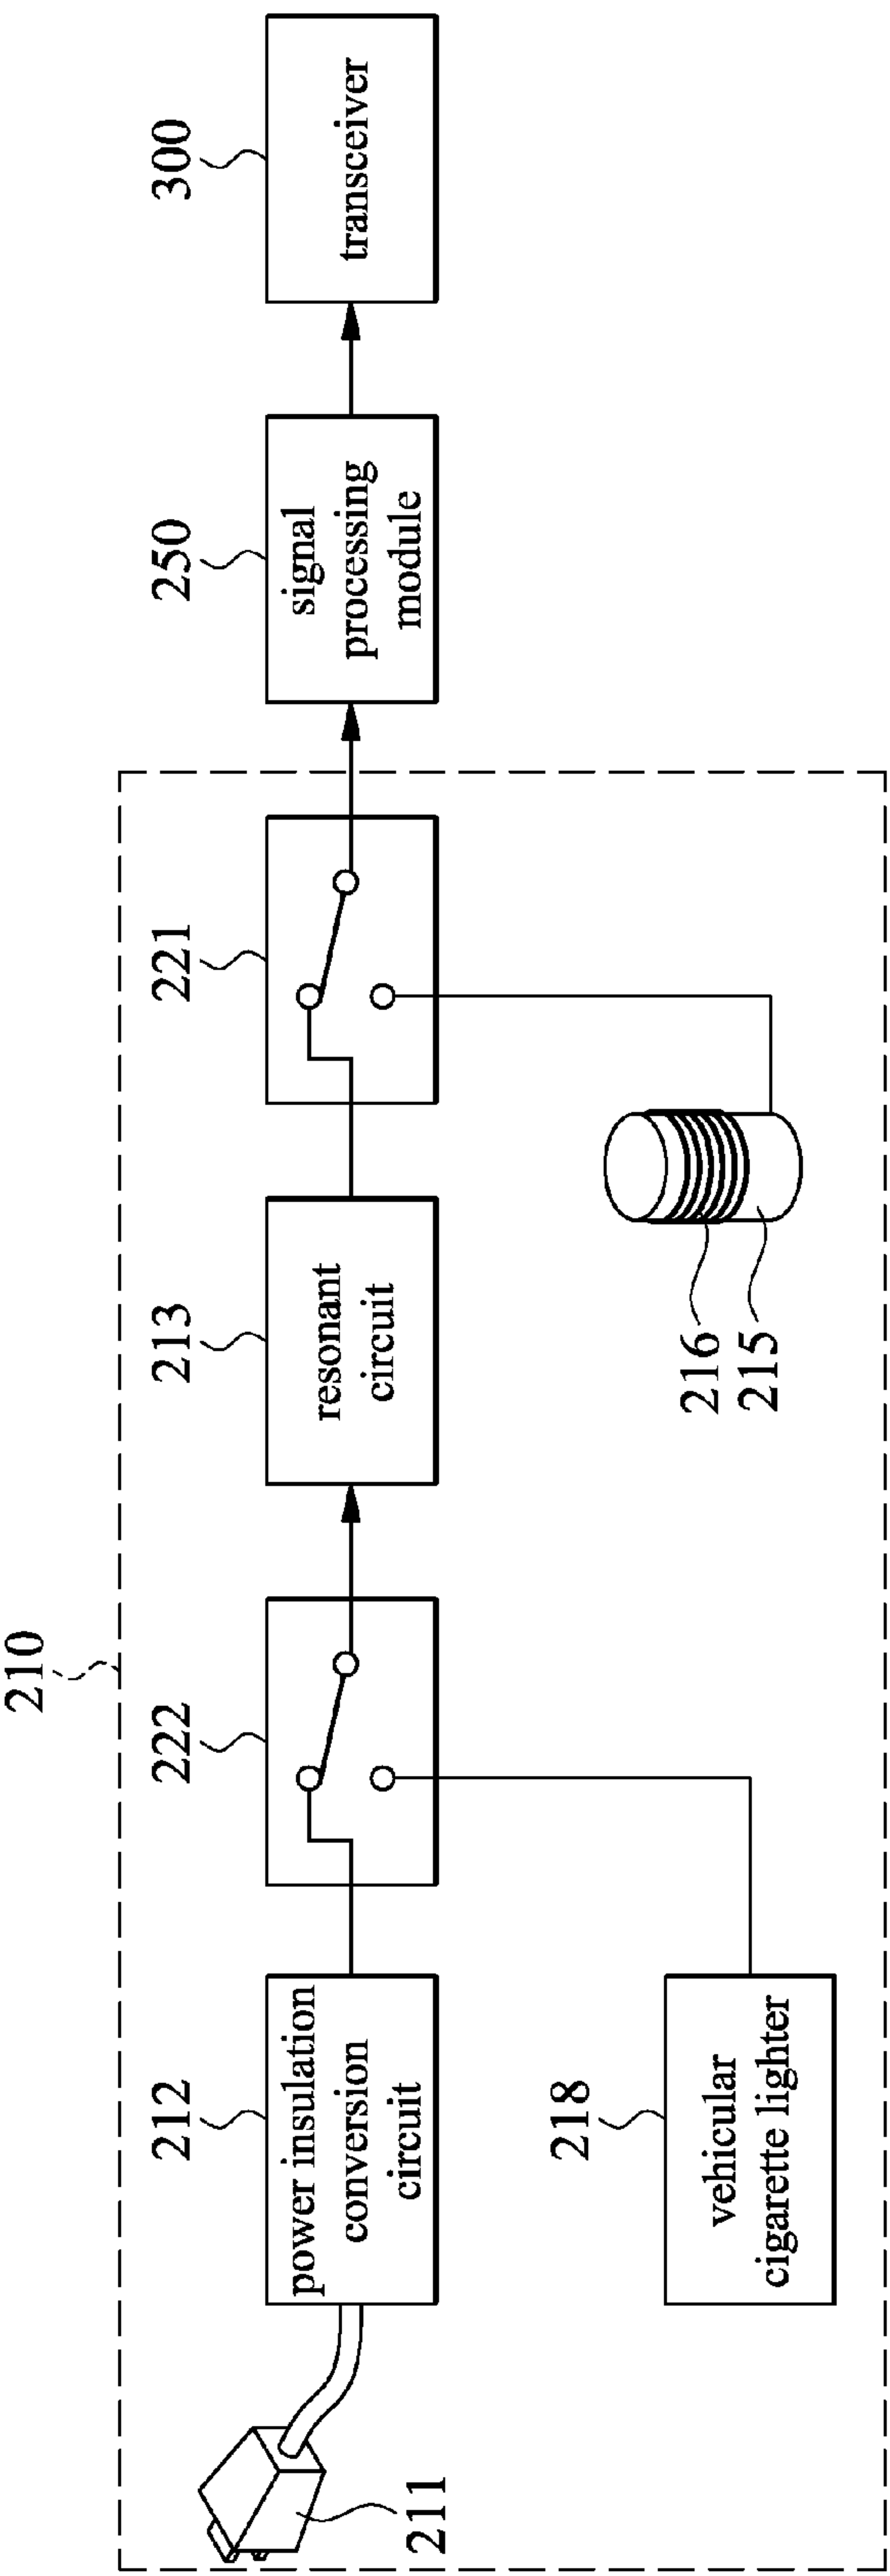 210
212
222
213
221
250
300
power insulation
conversion
circuit
resonant
circuit
signal
processing
module
transceiver
211
218
vehicular
cigarette lighter
216
215